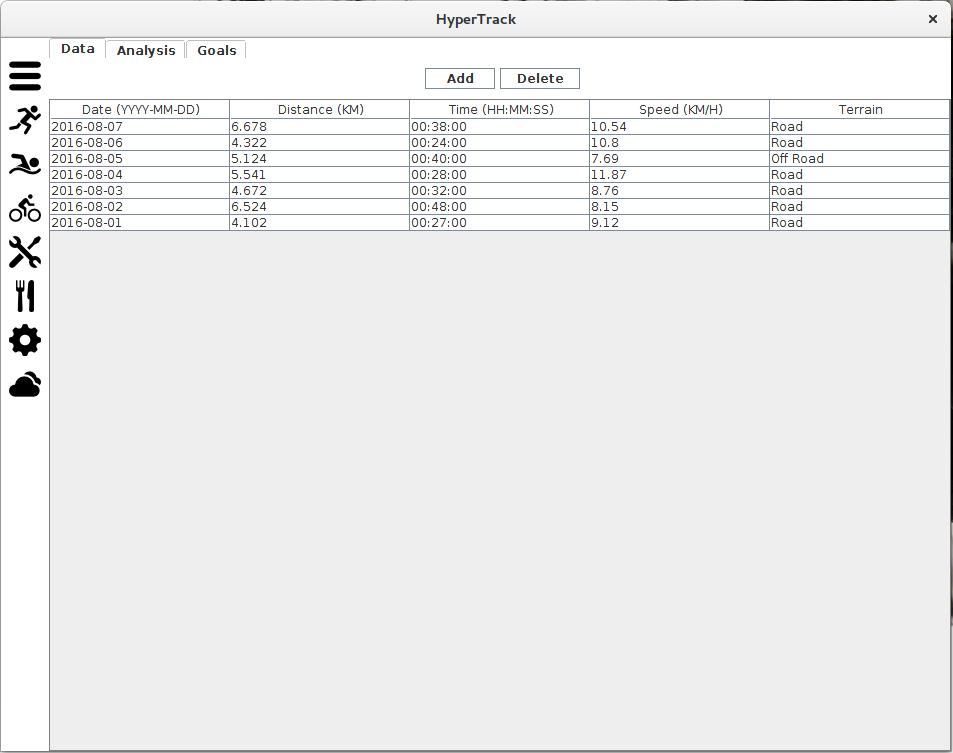 HyperTrack
Data Analysis Goals
Add Delete
Date (YYYY-MM-DD) Distance (KM) Time (HH:MM:SS) Speed (KM/H) Terrain
2016-08-07 6.678 00:38:00 10.54 Road
2016-08-06 4.322 00:24:00 10.8 Road
2016-08-05 5.124 00:40:00 7.69 Off Road
2016-08-04 5.541 00:28:00 11.87 Road
2016-08-03 4.672 00:32:00 8.76 Road
2016-08-02 6.524 00:48:00 8.15 Road
2016-08-01 4.102 00:27:00 9.12 Road